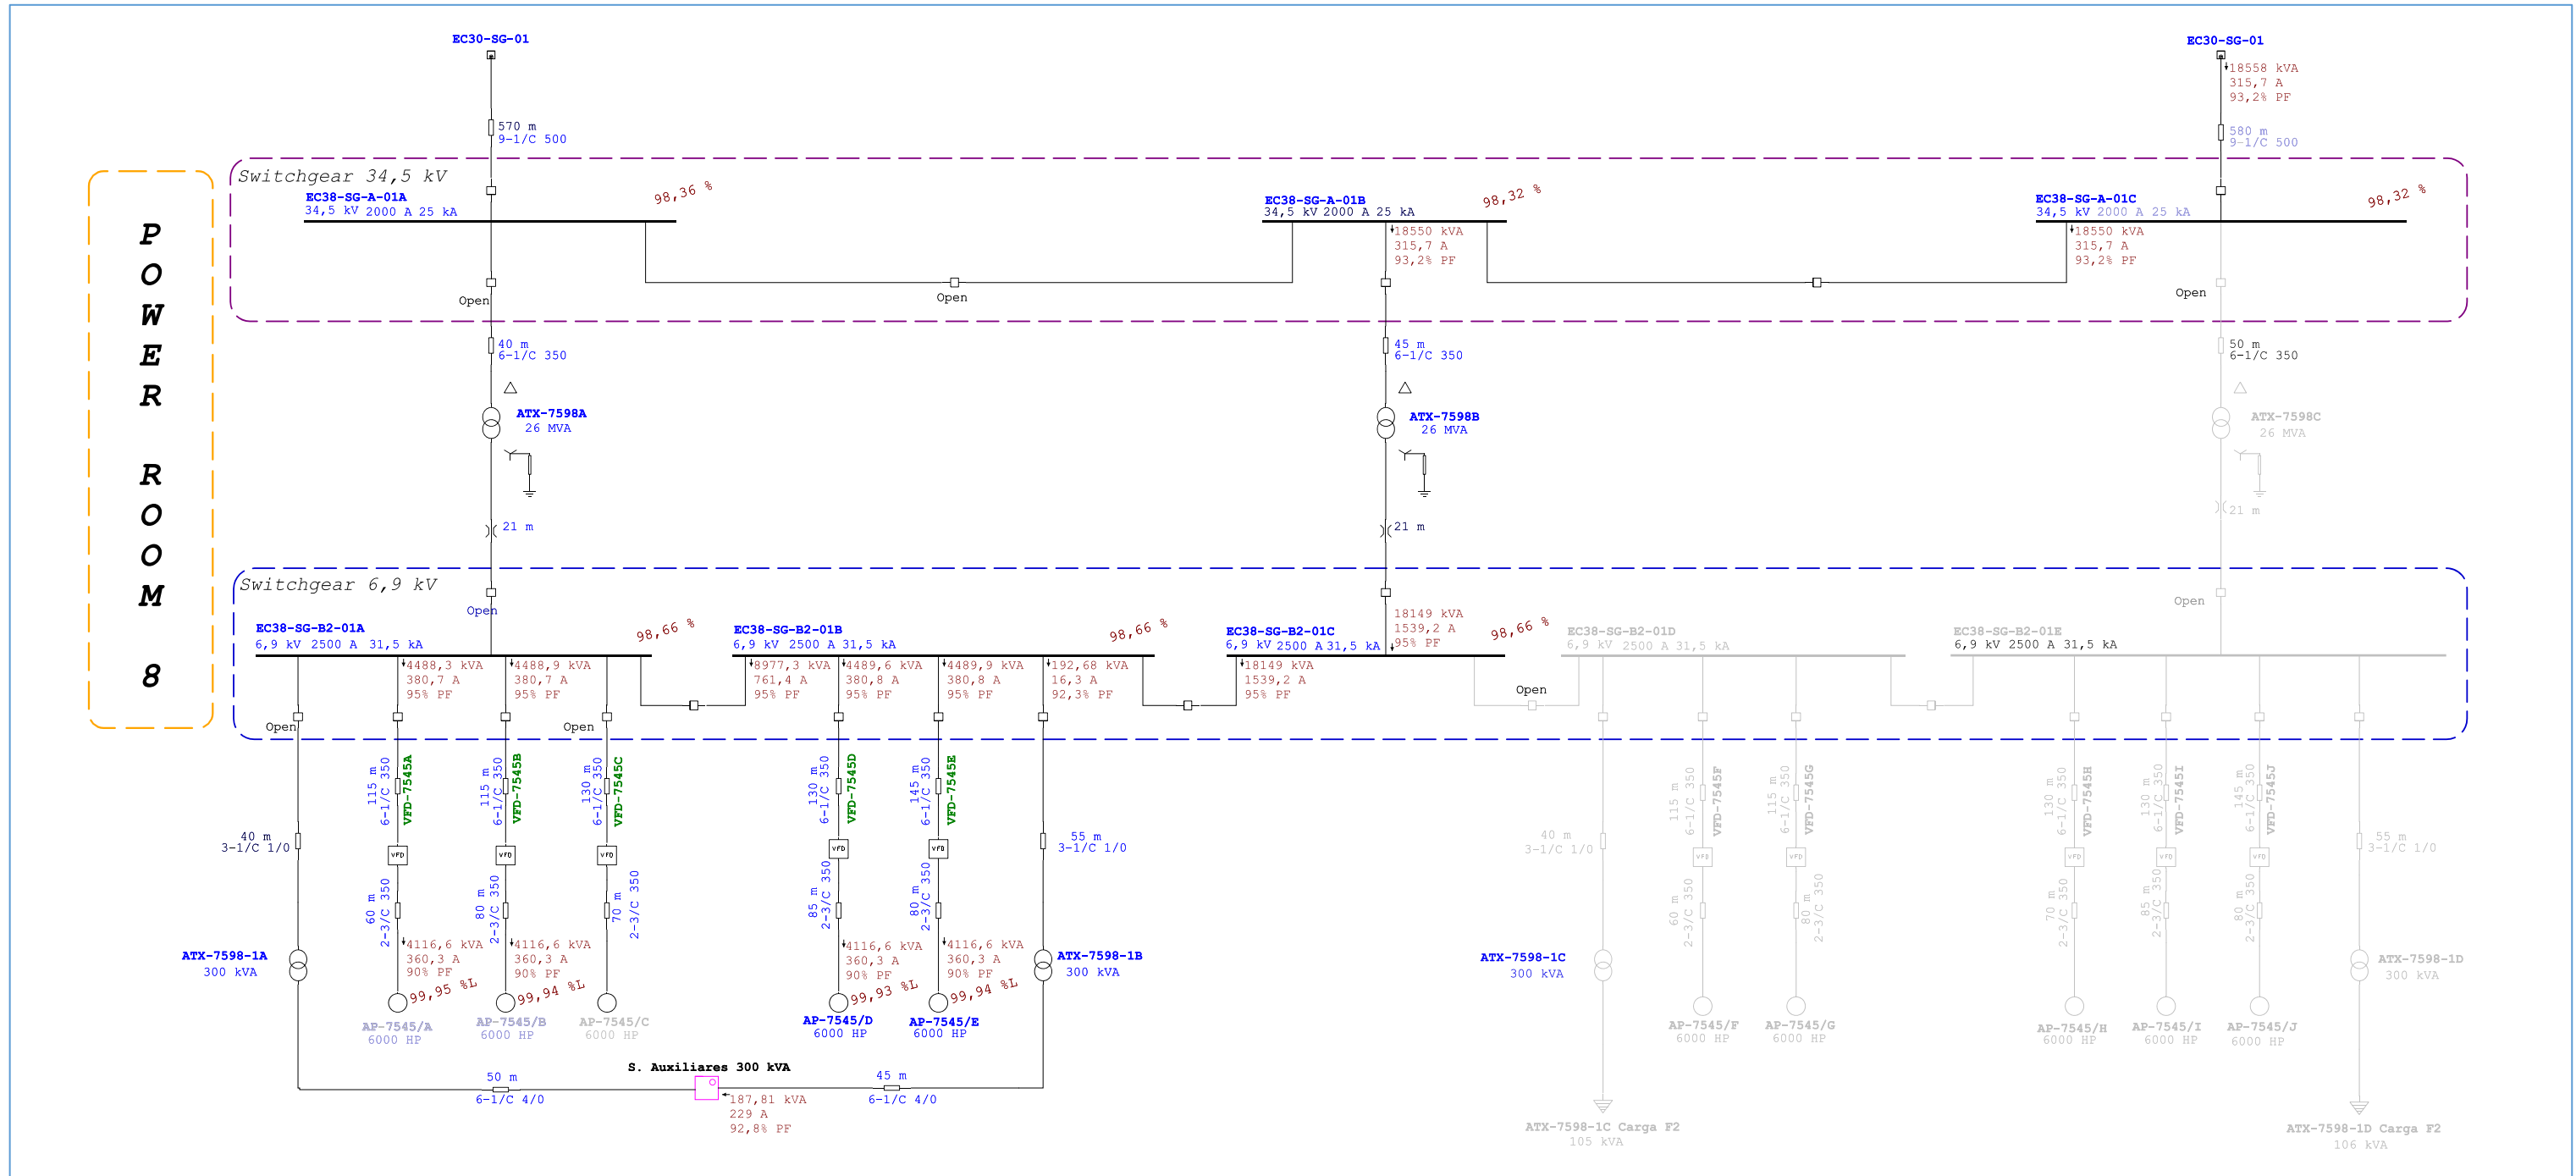 EC30-SG-01
EC30-SG-01
18558 kVA
315,7 A
93,2% PF
570 m
9-1/C 500
580 m
9-1/C 500
POWER ROOM 8
Switchgear 34,5 kV
EC38-SG-A-01A
34,5 kV 2000 A 25 kA
98,36 %
EC38-SG-A-01B
34,5 kV 2000 A 25 kA
98,32 %
EC38-SG-A-01C
34,5 kV 2000 A 25 kA
98,32 %
18550 kVA
315,7 A
93,2% PF
18550 kVA
315,7 A
93,2% PF
Open
Open
Open
40 m
6-1/C 350
45 m
6-1/C 350
50 m
6-1/C 350
ATX-7598A
26 MVA
ATX-7598B
26 MVA
ATX-7598C
26 MVA
21 m
21 m
21 m
Switchgear 6,9 kV
Open
Open
18149 kVA
1539,2 A
95% PF
EC38-SG-B2-01A
6,9 kV 2500 A 31,5 kA
98,66 %
EC38-SG-B2-01B
6,9 kV 2500 A 31,5 kA
98,66 %
EC38-SG-B2-01C
6,9 kV 2500 A 31,5 kA
98,66 %
EC38-SG-B2-01D
6,9 kV 2500 A 31,5 kA
EC38-SG-B2-01E
6,9 kV 2500 A 31,5 kA
4488,3 kVA
380,7 A
95% PF
4488,9 kVA
380,7 A
95% PF
8977,3 kVA
761,4 A
95% PF
4489,6 kVA
380,8 A
95% PF
4489,9 kVA
380,8 A
95% PF
192,68 kVA
16,3 A
92,3% PF
18149 kVA
1539,2 A
95% PF
Open
Open
Open
115 m
6-1/C 350
VFD-7545A
115 m
6-1/C 350
VFD-7545B
130 m
6-1/C 350
VFD-7545C
130 m
6-1/C 350
VFD-7545D
145 m
6-1/C 350
VFD-7545E
115 m
6-1/C 350
VFD-7545F
115 m
6-1/C 350
VFD-7545G
130 m
6-1/C 350
VFD-7545H
130 m
6-1/C 350
VFD-7545I
145 m
6-1/C 350
VFD-7545J
40 m
3-1/C 1/0
55 m
3-1/C 1/0
40 m
3-1/C 1/0
55 m
3-1/C 1/0
VFD
VFD
VFD
VFD
VFD
VFD
VFD
VFD
VFD
VFD
60 m
2-3/C 350
80 m
2-3/C 350
70 m
2-3/C 350
85 m
2-3/C 350
80 m
2-3/C 350
60 m
2-3/C 350
80 m
2-3/C 350
70 m
2-3/C 350
85 m
2-3/C 350
80 m
2-3/C 350
4116,6 kVA
360,3 A
90% PF
4116,6 kVA
360,3 A
90% PF
4116,6 kVA
360,3 A
90% PF
4116,6 kVA
360,3 A
90% PF
ATX-7598-1A
300 kVA
ATX-7598-1B
300 kVA
ATX-7598-1C
300 kVA
ATX-7598-1D
300 kVA
99,95 %L
99,94 %L
99,93 %L
99,94 %L
AP-7545/A
6000 HP
AP-7545/B
6000 HP
AP-7545/C
6000 HP
AP-7545/D
6000 HP
AP-7545/E
6000 HP
AP-7545/F
6000 HP
AP-7545/G
6000 HP
AP-7545/H
6000 HP
AP-7545/I
6000 HP
AP-7545/J
6000 HP
S. Auxiliares 300 kVA
50 m
6-1/C 4/0
45 m
6-1/C 4/0
187,81 kVA
229 A
92,8% PF
ATX-7598-1C Carga F2
105 kVA
ATX-7598-1D Carga F2
106 kVA